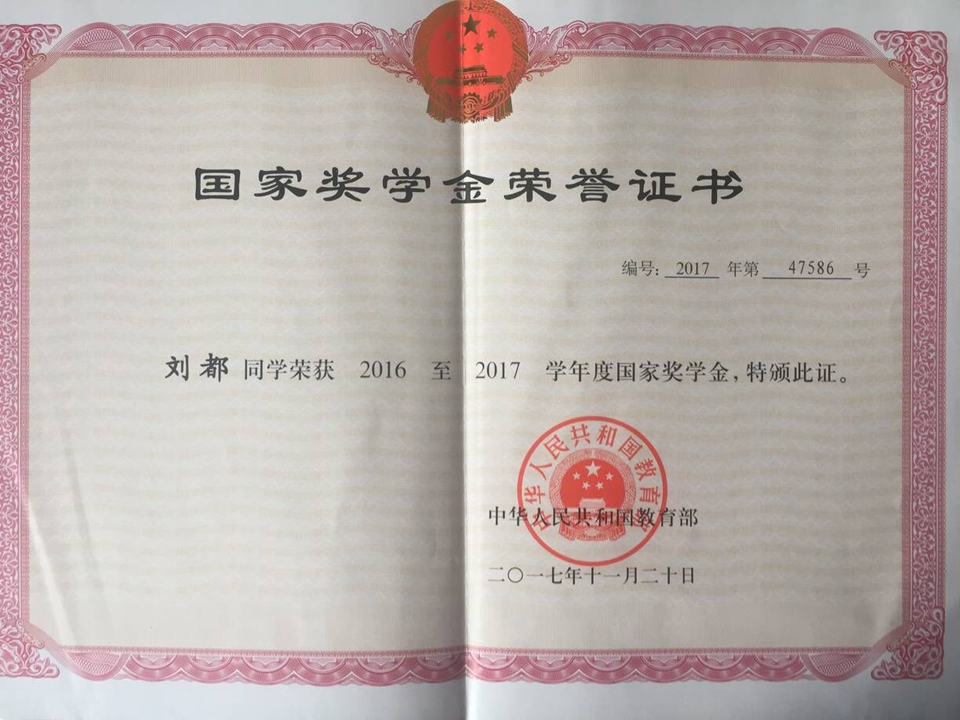 国家奖学金荣誉证书
编号: 2017 年第 47586 号
刘都 同学荣获 2016 至 2017 学年度国家奖学金，特颁此证。
中华人民共和国教育部
中华人民共和国教育部
二〇一七年十一月二十日